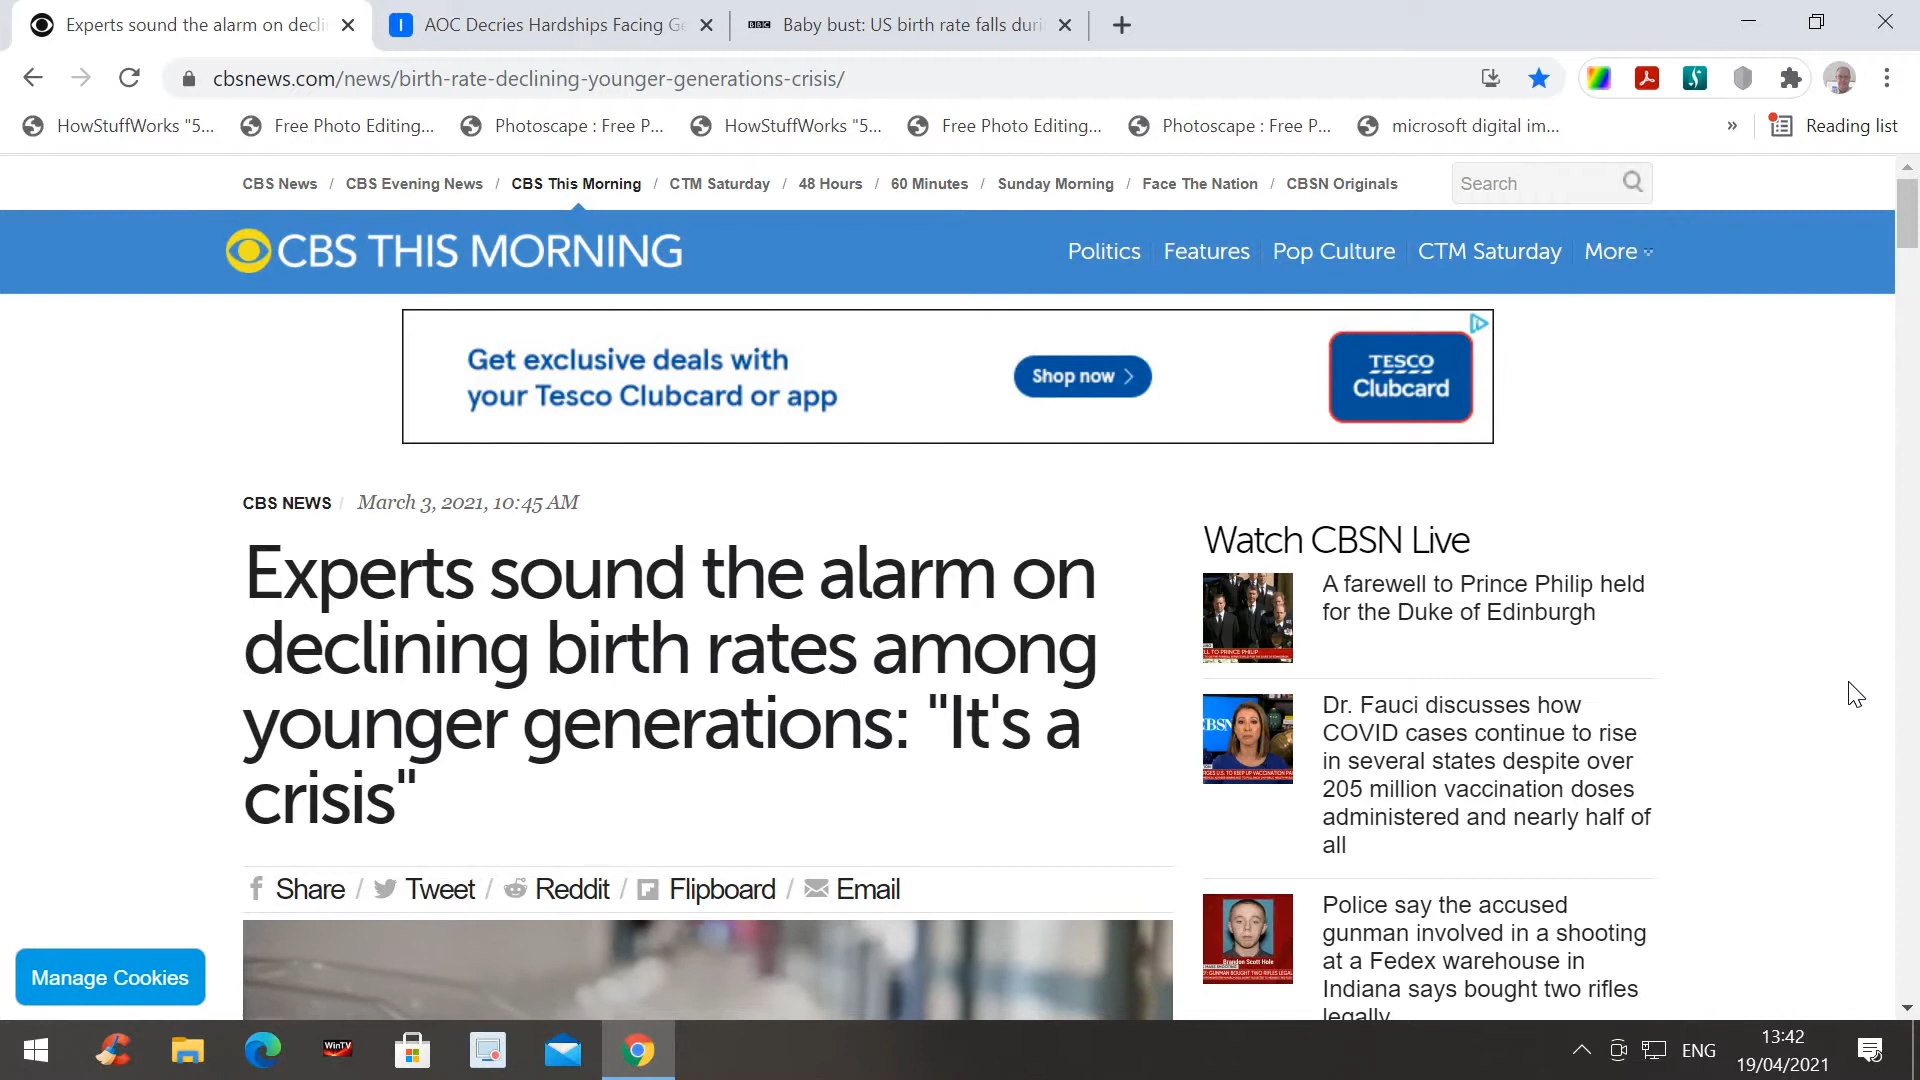 Experts sound the alarm on decli
AOC Decries Hardships Facing Ge
BBC
Baby bust: US birth rate falls duri
cbsnews.com/news/birth-rate-declining-younger-generations-crisis/
HowStuffWorks "5...
Free Photo Editing...
Photoscape : Free P...
HowStuffWorks "5...
Free Photo Editing...
Photoscape : Free P...
microsoft digital im...
»
Reading list
CBS News / CBS Evening News / CBS This Morning / CTM Saturday / 48 Hours / 60 Minutes / Sunday Morning / Face The Nation / CBSN Originals
Search
CBS THIS MORNING
Politics
Features
Pop Culture
CTM Saturday
More
Get exclusive deals with
your Tesco Clubcard or app
Shop now
TESCO
Clubcard
CBS NEWS / March 3, 2021, 10:45 AM
Experts sound the alarm on
declining birth rates among
younger generations: "It's a
crisis"
Share / Tweet / Reddit / Flipboard / Email
Watch CBSN Live
A farewell to Prince Philip held
for the Duke of Edinburgh
Dr. Fauci discusses how
COVID cases continue to rise
in several states despite over
205 million vaccination doses
administered and nearly half of
all
Police say the accused
gunman involved in a shooting
at a Fedex warehouse in
Indiana says bought two rifles
legally
Brandon Scott Hole
Manage Cookies
WinTV
ENG
13:42
19/04/2021